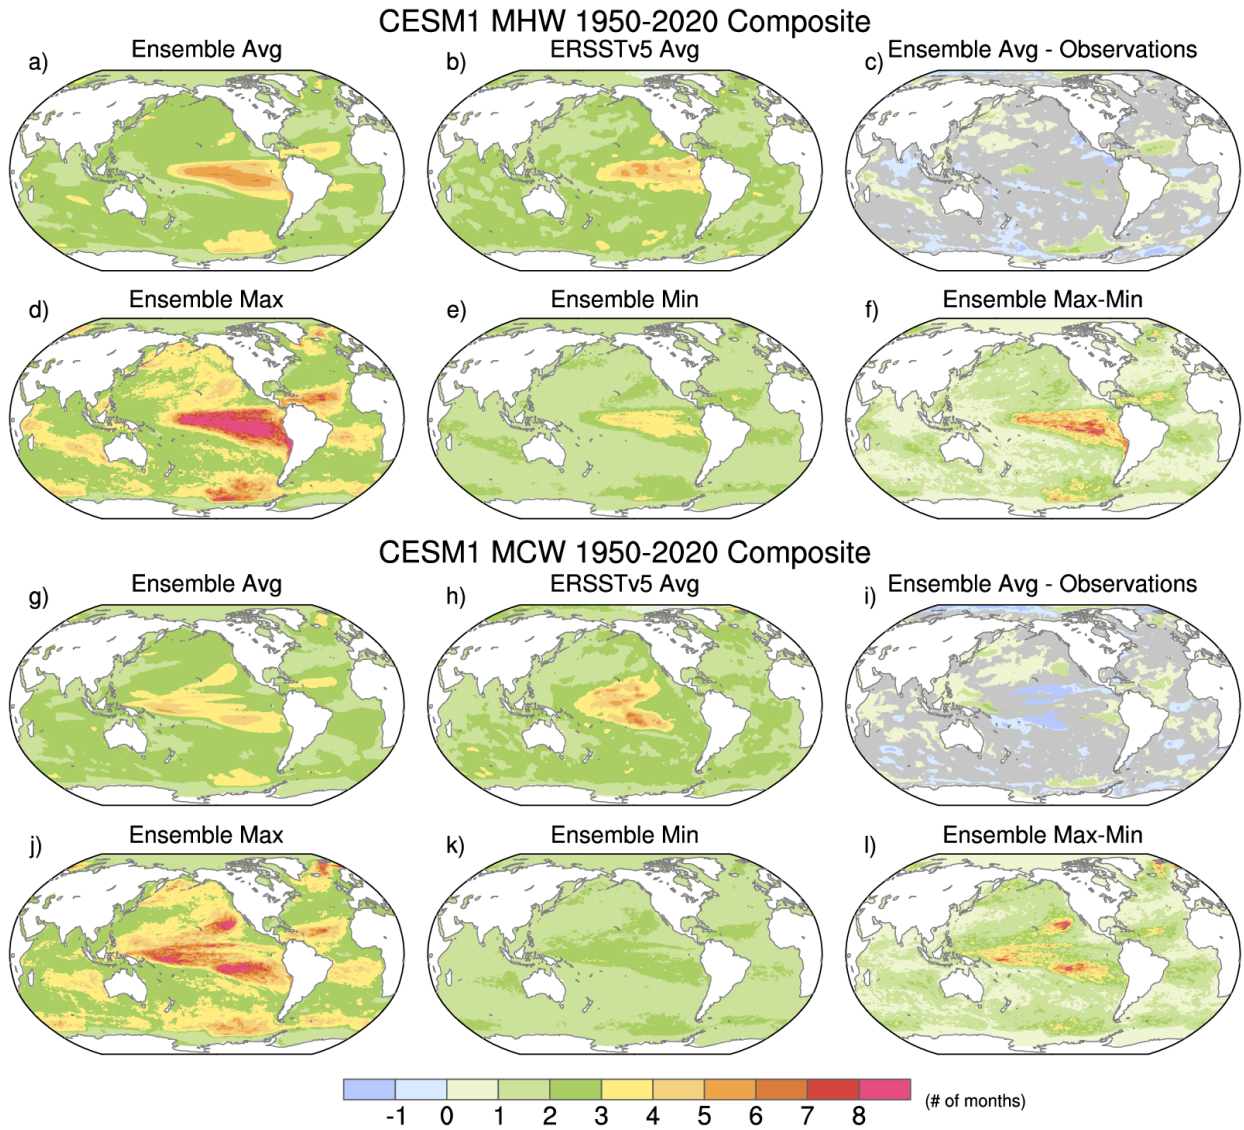 CESM1 MHW 1950-2020 Composite
a) Ensemble Avg
b) ERSSTv5 Avg
c) Ensemble Avg - Observations
d) Ensemble Max
e) Ensemble Min
f) Ensemble Max-Min
CESM1 MCW 1950-2020 Composite
g) Ensemble Avg
h) ERSSTv5 Avg
i) Ensemble Avg - Observations
j) Ensemble Max
k) Ensemble Min
l) Ensemble Max-Min
-1 0 1 2 3 4 5 6 7 8 (# of months)